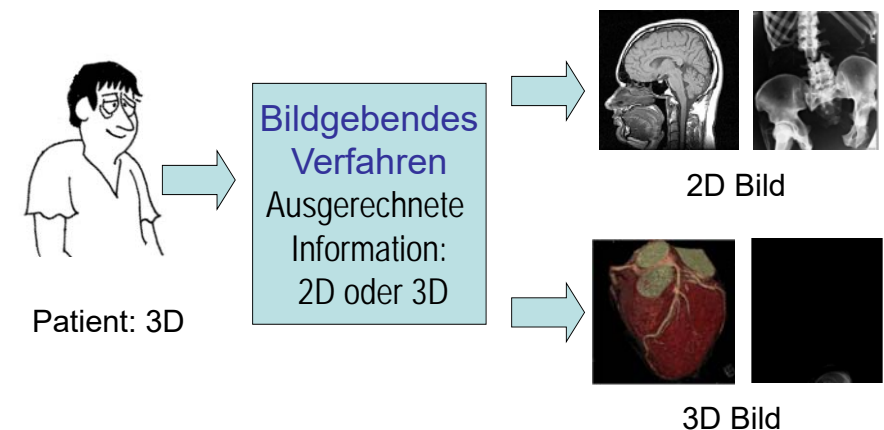 Patient: 3D
Bildgebendes
Verfahren
Ausgerechnete
Information:
2D oder 3D
2D Bild
3D Bild